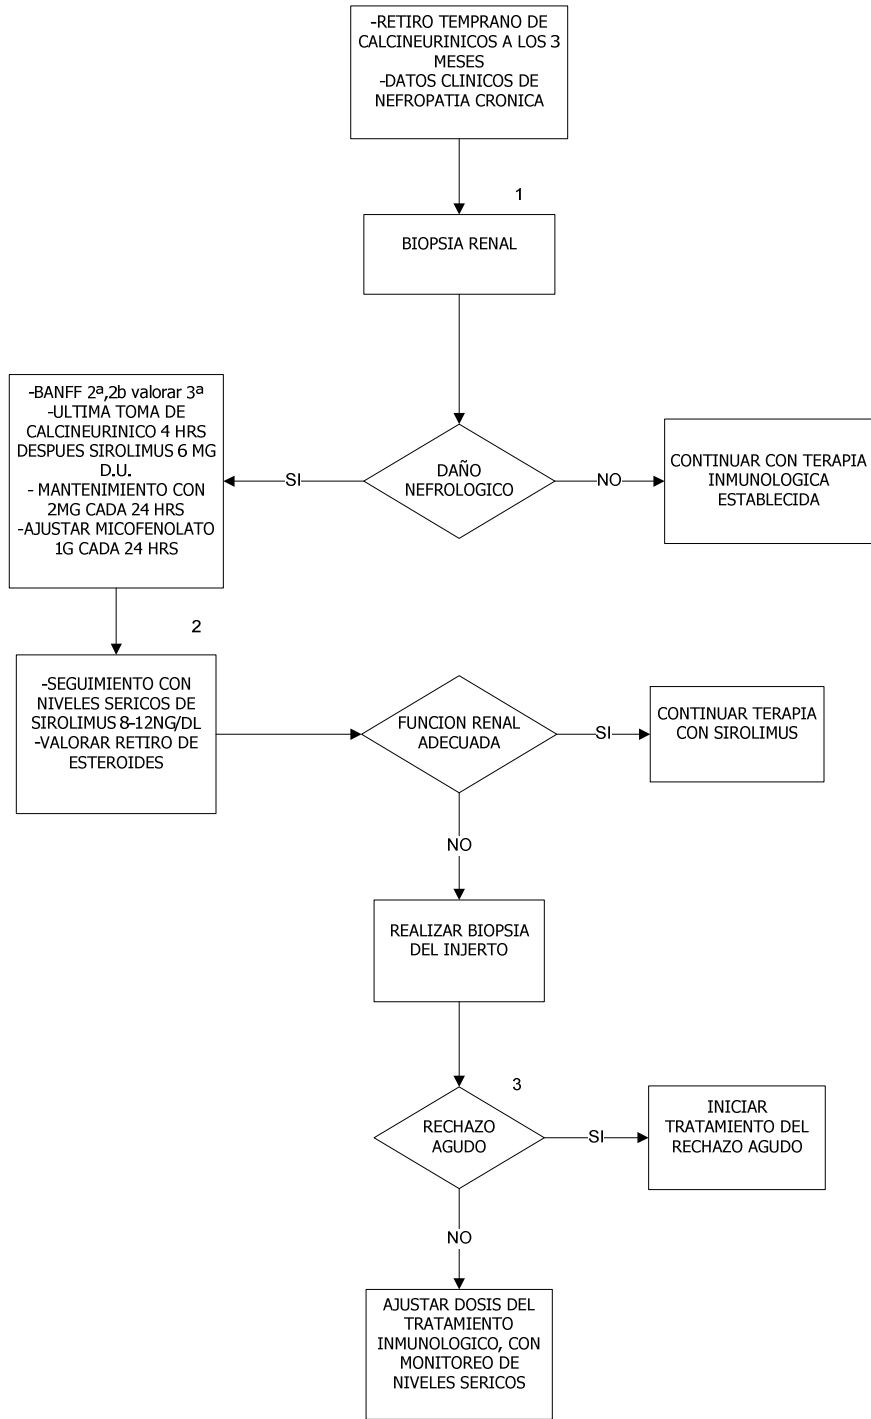 -RETIRO TEMPRANO DE
CALCINEURINICOS A LOS 3
MESES
-DATOS CLINICOS DE
NEFROPATIA CRONICA
1
BIOPSIA RENAL
-BANFF 2ª,2b valorar 3ª
-ULTIMA TOMA DE
CALCINEURINICO 4 HRS
DESPUES SIROLIMUS 6 MG
D.U.
- MANTENIMIENTO CON
2MG CADA 24 HRS
-AJUSTAR MICOFENOLATO
1G CADA 24 HRS
SI
DAÑO
NEFROLOGICO
NO
CONTINUAR CON TERAPIA
INMUNOLOGICA
ESTABLECIDA
2
-SEGUIMIENTO CON
NIVELES SERICOS DE
SIROLIMUS 8-12NG/DL
-VALORAR RETIRO DE
ESTEROIDES
FUNCION RENAL
ADECUADA
SI
CONTINUAR TERAPIA
CON SIROLIMUS
NO
REALIZAR BIOPSIA
DEL INJERTO
3
RECHAZO
AGUDO
SI
INICIAR
TRATAMIENTO DEL
RECHAZO AGUDO
NO
AJUSTAR DOSIS DEL
TRATAMIENTO
INMUNOLOGICO, CON
MONITOREO DE
NIVELES SERICOS